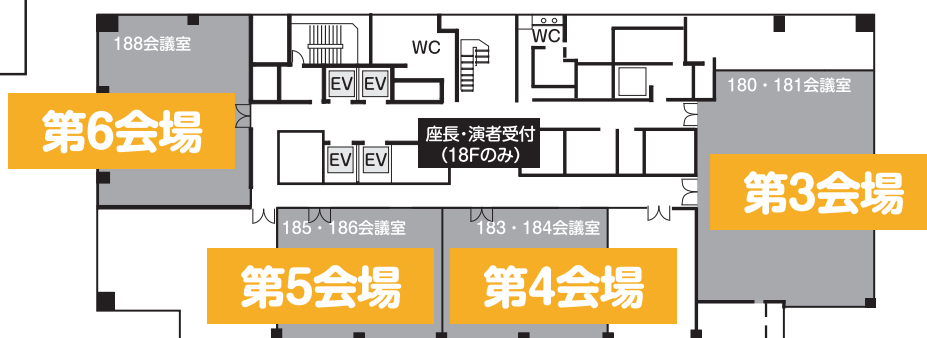 188会議室
WC
WC
EV
EV
180・181会議室
第6会場
座長・演者受付
(18Fのみ)
EV
EV
第3会場
185・186会議室
183・184会議室
第5会場
第4会場